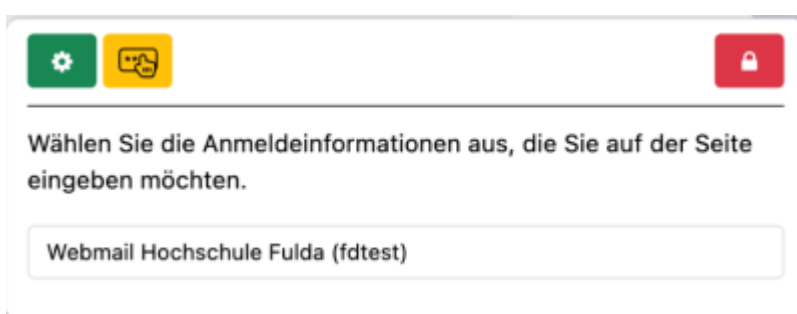 Wählen Sie die Anmeldeinformationen aus, die Sie auf der Seite
eingeben möchten.
Webmail Hochschule Fulda (fdtest)